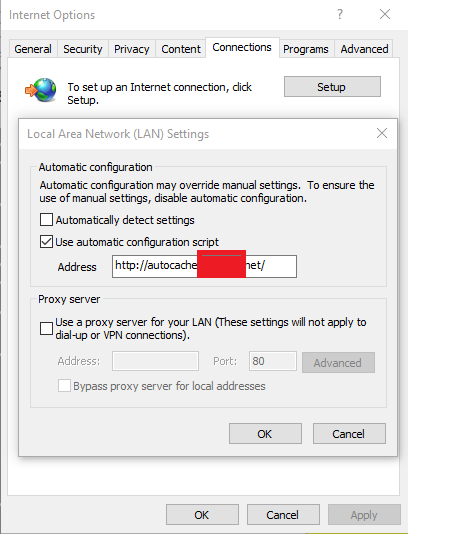 Internet Options
General Security Privacy Content Connections Programs Advanced
To set up an Internet connection, click
Setup.
Setup
Local Area Network (LAN) Settings
Automatic configuration
Automatic configuration may override manual settings. To ensure the
use of manual settings, disable automatic configuration.
Automatically detect settings
Use automatic configuration script
Address http://autocache net/
Proxy server
Use a proxy server for your LAN (These settings will not apply to
dial-up or VPN connections).
Address: Port: 80 Advanced
Bypass proxy server for local addresses
OK Cancel
OK Cancel Apply